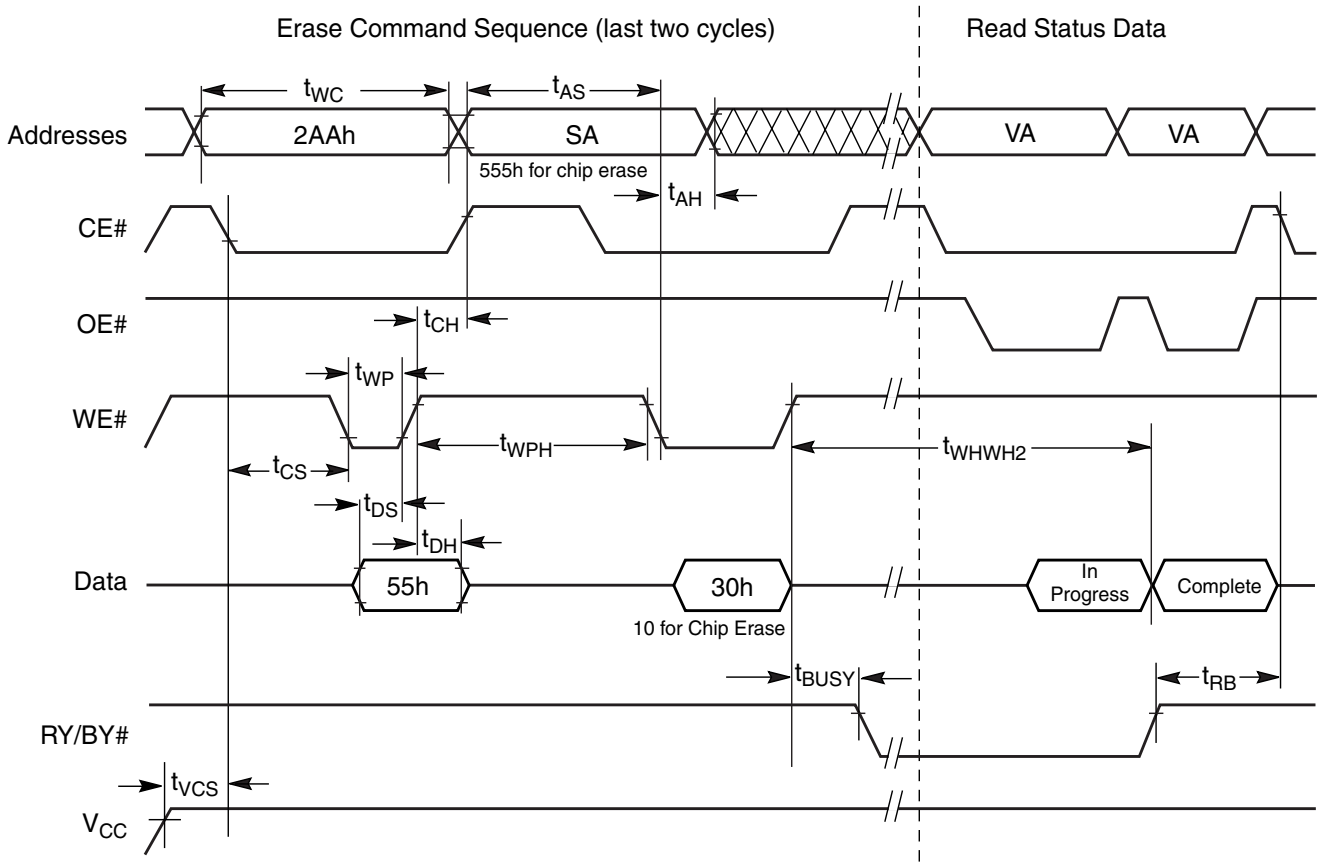 Erase Command Sequence (last two cycles)
Read Status Data
tWC
tAS
Addresses
2AAh
SA
VA
VA
555h for chip erase
tAH
CE#
OE#
tCH
tWP
WE#
tWPH
tWHWH2
tCS
tDS
tDH
Data
55h
30h
In
Progress
Complete
10 for Chip Erase
tBUSY
tRB
RY/BY#
tVCS
VCC